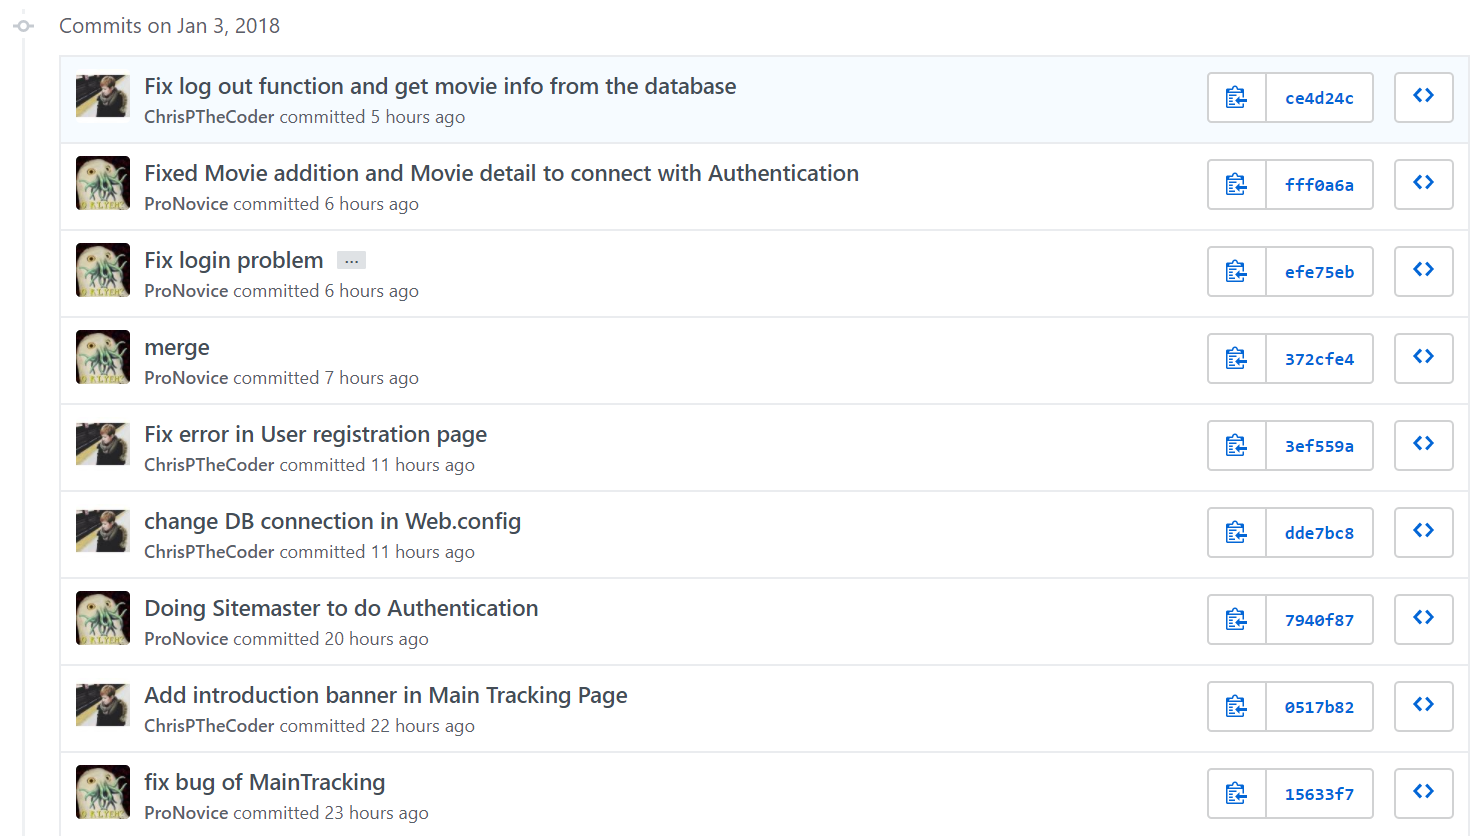 Commits on Jan 3, 2018
Fix log out function and get movie info from the database
ChrisPTheCoder committed 5 hours ago
ce4d24c
Fixed Movie addition and Movie detail to connect with Authentication
ProNovice committed 6 hours ago
fff0a6a
Fix login problem ...
ProNovice committed 6 hours ago
efe75eb
merge
ProNovice committed 7 hours ago
372cfe4
Fix error in User registration page
ChrisPTheCoder committed 11 hours ago
3ef559a
change DB connection in Web.config
ChrisPTheCoder committed 11 hours ago
dde7bc8
Doing Sitemaster to do Authentication
ProNovice committed 20 hours ago
7940f87
Add introduction banner in Main Tracking Page
ChrisPTheCoder committed 22 hours ago
0517b82
fix bug of MainTracking
ProNovice committed 23 hours ago
15633f7